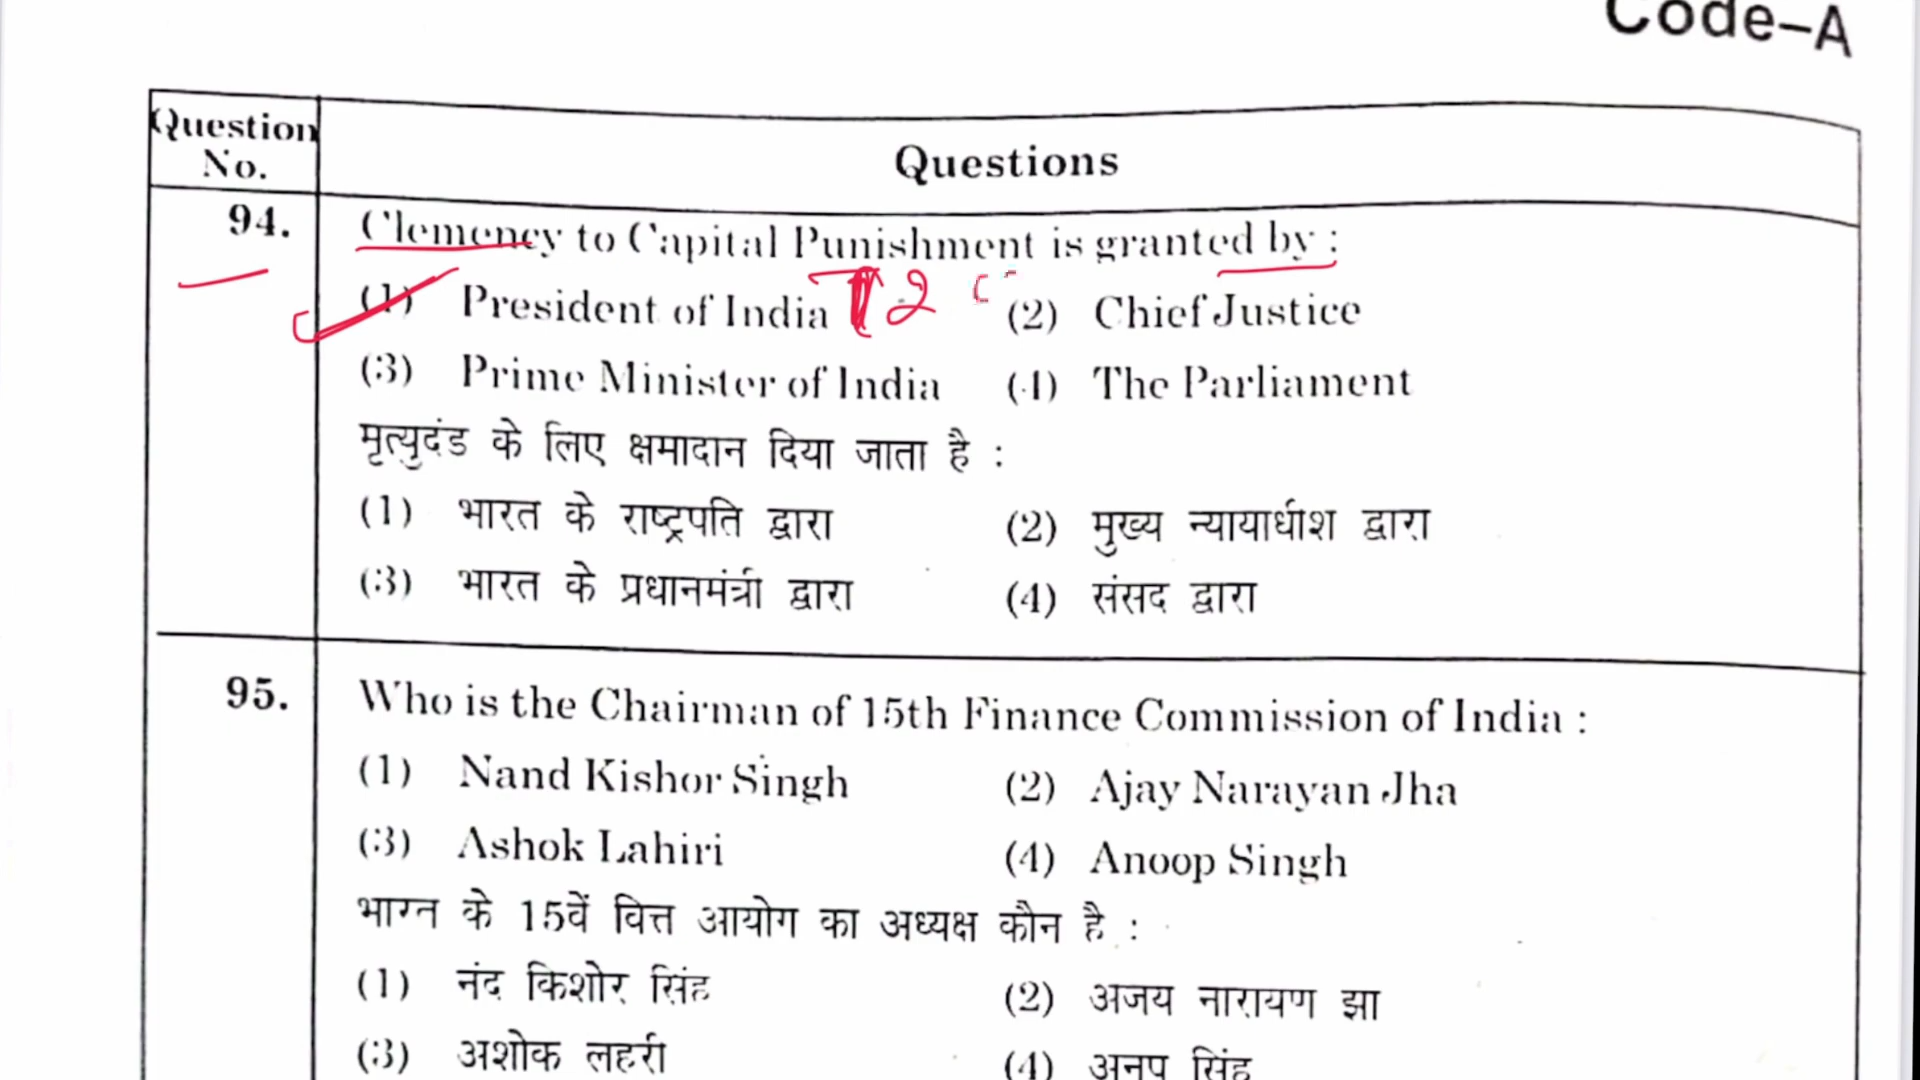 Code-A
Question No.
Questions
94. Clemency to Capital Punishment is granted by :
(1) President of India 72 (2) Chief Justice
(3) Prime Minister of India (4) The Parliament
मृत्युदंड के लिए क्षमादान दिया जाता है :
(1) भारत के राष्ट्रपति द्वारा (2) मुख्य न्यायाधीश द्वारा
(3) भारत के प्रधानमंत्री द्वारा (4) संसद द्वारा
95. Who is the Chairman of 15th Finance Commission of India :
(1) Nand Kishor Singh (2) Ajay Narayan Jha
(3) Ashok Lahiri (4) Anoop Singh
भारत के 15वें वित्त आयोग का अध्यक्ष कौन है :
(1) नंद किशोर सिंह (2) अजय नारायण झा
(3) अशोक लहरी (4) अनूप सिंह